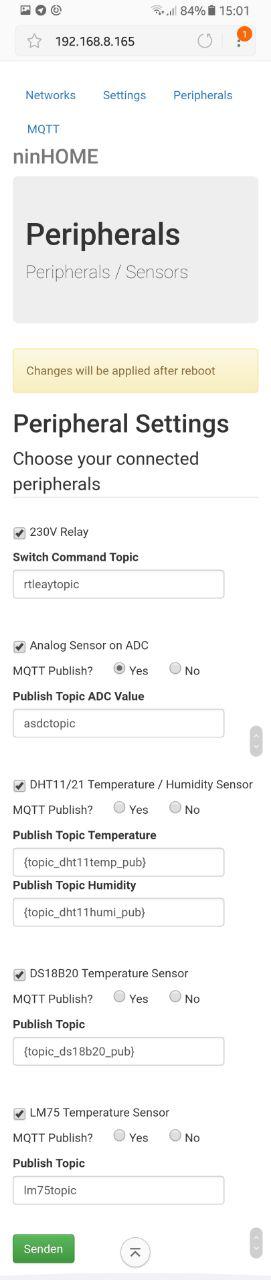 84% 15:01
192.168.8.165
1
Networks Settings Peripherals
MQTT
ninHOME
Peripherals
Peripherals / Sensors
Changes will be applied after reboot
Peripheral Settings
Choose your connected
peripherals
230V Relay
Switch Command Topic
rtleaytopic
Analog Sensor on ADC
MQTT Publish? Yes No
Publish Topic ADC Value
asdctopic
DHT11/21 Temperature / Humidity Sensor
MQTT Publish? Yes No
Publish Topic Temperature
{topic_dht11temp_pub}
Publish Topic Humidity
{topic_dht11humi_pub}
DS18B20 Temperature Sensor
MQTT Publish? Yes No
Publish Topic
{topic_ds18b20_pub}
LM75 Temperature Sensor
MQTT Publish? Yes No
Publish Topic
lm75topic
Senden